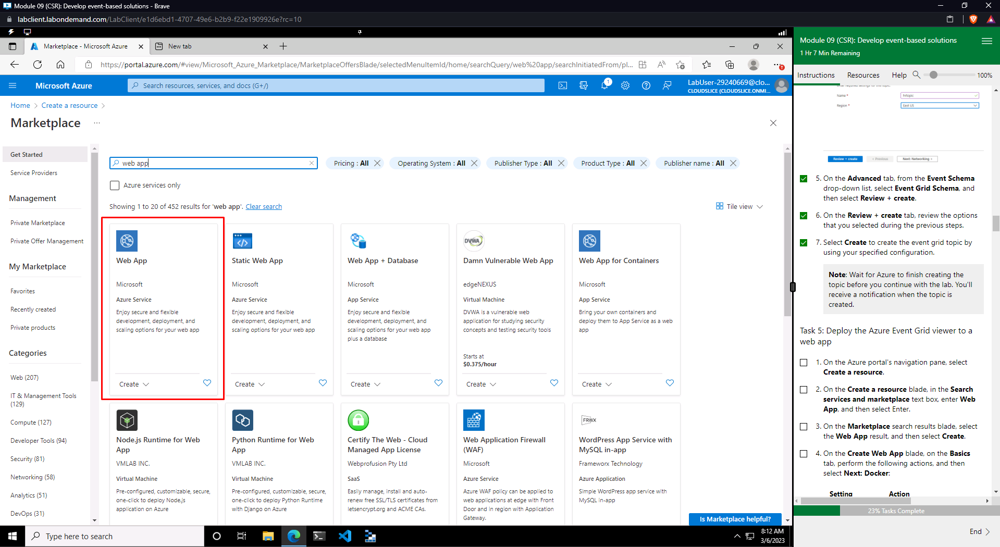 Module 09 (CSR): Develop event-based solutions - Brave
labclient.labondemand.com/LabClient/e1d6ebd1-4707-49e6-b2b9-f22e1909926e?rc=10
Marketplace - Microsoft Azure
New tab
https://portal.azure.com/#view/Microsoft_Azure_Marketplace/MarketplaceOffersBlade/selectedMenuItemId/home/searchQuery/web%20app/searchInitiatedFrom/pl...
Microsoft Azure
Search resources, services, and docs (G+/)
1
LabUser-29240669@clo...
CLOUDSLICE (CLOUDSLICE.ONMI...
Home > Create a resource >
Marketplace ...
Get Started
Service Providers
Management
Private Marketplace
Private Offer Management
My Marketplace
Favorites
Recently created
Private products
Categories
Web (207)
IT & Management Tools
(129)
Compute (127)
Developer Tools (94)
Security (81)
Networking (58)
Analytics (51)
DevOps (31)
web app
Pricing : All
Operating System : All
Publisher Type : All
Product Type : All
Publisher name : All
Azure services only
Showing 1 to 20 of 452 results for 'web app'. Clear search
Tile view
Web App
Microsoft
Azure Service
Enjoy secure and flexible
development, deployment, and
scaling options for your web app
Create
Static Web App
Microsoft
Azure Service
Enjoy secure and flexible
development, deployment, and
scaling options for your web app
Create
Web App + Database
Microsoft
App Service
Enjoy secure and flexible
development, deployment, and
scaling options for your web app
plus a database
Create
DVWA
Damn Vulnerable Web App
edgeNEXUS
Virtual Machine
DVWA is a vulnerable web
application for studying security
concepts and testing security tools
Starts at
$0.375/hour
Create
Web App for Containers
Microsoft
App Service
Bring your own containers and
deploy them to App Service as a web
app
Create
Node.js Runtime for Web
App
VMLAB INC.
Virtual Machine
Pre-configured, customizable, secure,
one-click to deploy Node.js
application on Azure
Python Runtime for Web
App
VMLAB INC.
Virtual Machine
Pre-configured, customizable, secure,
one-click to deploy Python Runtime
with Django on Azure
Certify The Web - Cloud
Managed App License
Webprofusion Pty Ltd
SaaS
Easily manage, install and auto-
renew free SSL/TLS certificates from
letsencrypt.org and ACME CAs.
Web Application Firewall
(WAF)
Microsoft
Azure Service
Azure WAF policy can be applied to
web applications at edge with Front
Door and in region with Application
Gateway.
FRWX
WordPress App Service with
MySQL in-app
Frameworx Technology
Azure Application
Simple WordPress app service with
MySQL in-app
Is Marketplace helpful?
Type here to search
8:12 AM
3/6/2023
Module 09 (CSR): Develop event-based solutions
1 Hr 7 Min Remaining
Instructions
Resources
Help
100%
Name *
hrtopic
Region *
East US
Review + create
< Previous
Next: Networking >
5. On the Advanced tab, from the Event Schema
drop-down list, select Event Grid Schema, and
then select Review + create.
6. On the Review + create tab, review the options
that you selected during the previous steps.
7. Select Create to create the event grid topic by
using your specified configuration.
Note: Wait for Azure to finish creating the
topic before you continue with the lab. You'll
receive a notification when the topic is
created.
Task 5: Deploy the Azure Event Grid viewer to a
web app
1. On the Azure portal's navigation pane, select
Create a resource.
2. On the Create a resource blade, in the Search
services and marketplace text box, enter Web
App, and then select Enter.
3. On the Marketplace search results blade, select
the Web App result, and then select Create.
4. On the Create Web App blade, on the Basics
tab, perform the following actions, and then
select Next: Docker:
Setting
Action
23% Tasks Complete
End >